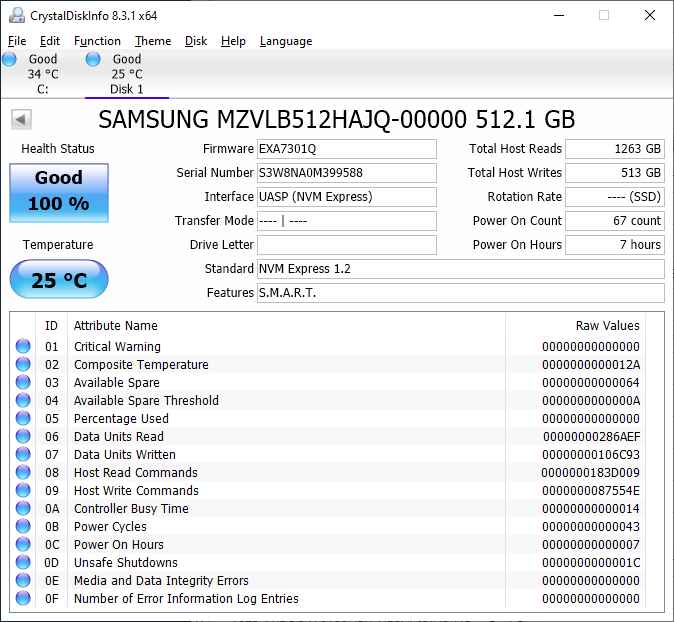 CrystalDiskInfo 8.3.1 x64
File Edit Function Theme Disk Help Language
Good Good
34 °C 25 °C
C: Disk 1
SAMSUNG MZVLB512HAJQ-00000 512.1 GB
Health Status
Good
100 %
Temperature
25 °C
Firmware EXA7301Q
Serial Number S3W8NA0M399588
Interface UASP (NVM Express)
Transfer Mode ---- | ----
Drive Letter
Standard NVM Express 1.2
Features S.M.A.R.T.
Total Host Reads 1263 GB
Total Host Writes 513 GB
Rotation Rate ---- (SSD)
Power On Count 67 count
Power On Hours 7 hours
ID Attribute Name Raw Values
01 Critical Warning 00000000000000
02 Composite Temperature 0000000000012A
03 Available Spare 00000000000064
04 Available Spare Threshold 0000000000000A
05 Percentage Used 00000000000000
06 Data Units Read 00000000286AEF
07 Data Units Written 00000000106C93
08 Host Read Commands 0000000183D009
09 Host Write Commands 0000000087554E
0A Controller Busy Time 00000000000014
0B Power Cycles 00000000000043
0C Power On Hours 00000000000007
0D Unsafe Shutdowns 0000000000001C
0E Media and Data Integrity Errors 00000000000000
0F Number of Error Information Log Entries 00000000000000